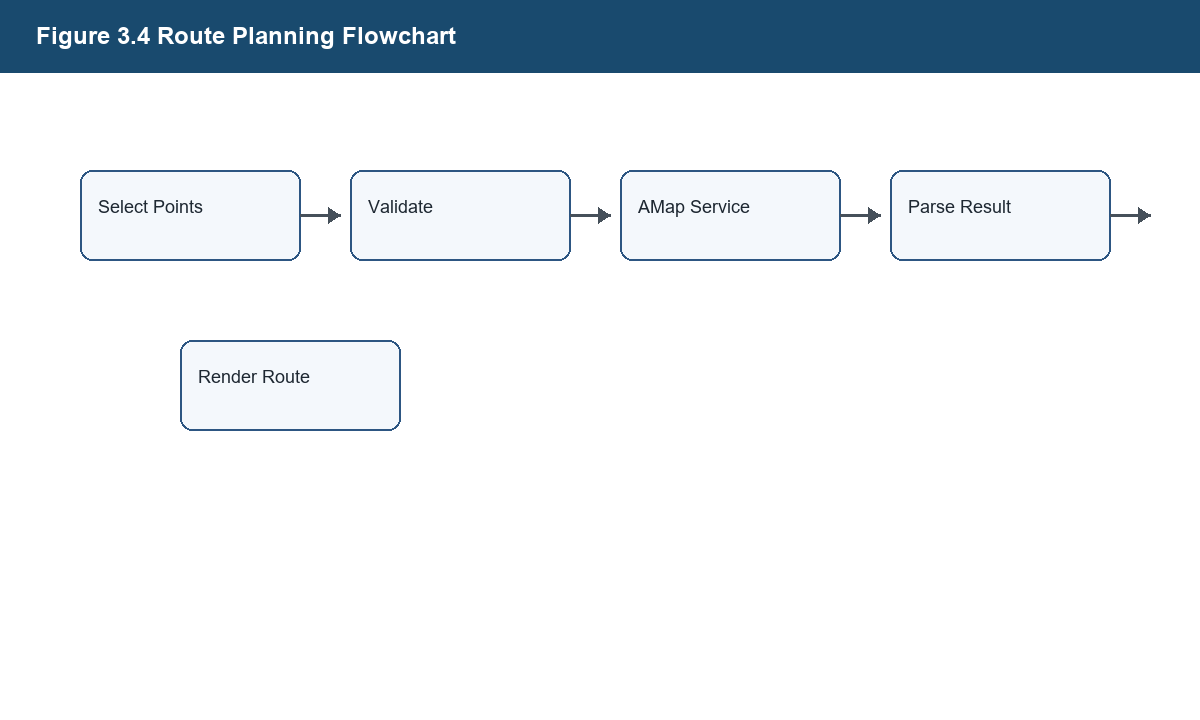 Figure 3.4 Route Planning Flowchart
Select Points
Validate
AMap Service
Parse Result
Render Route